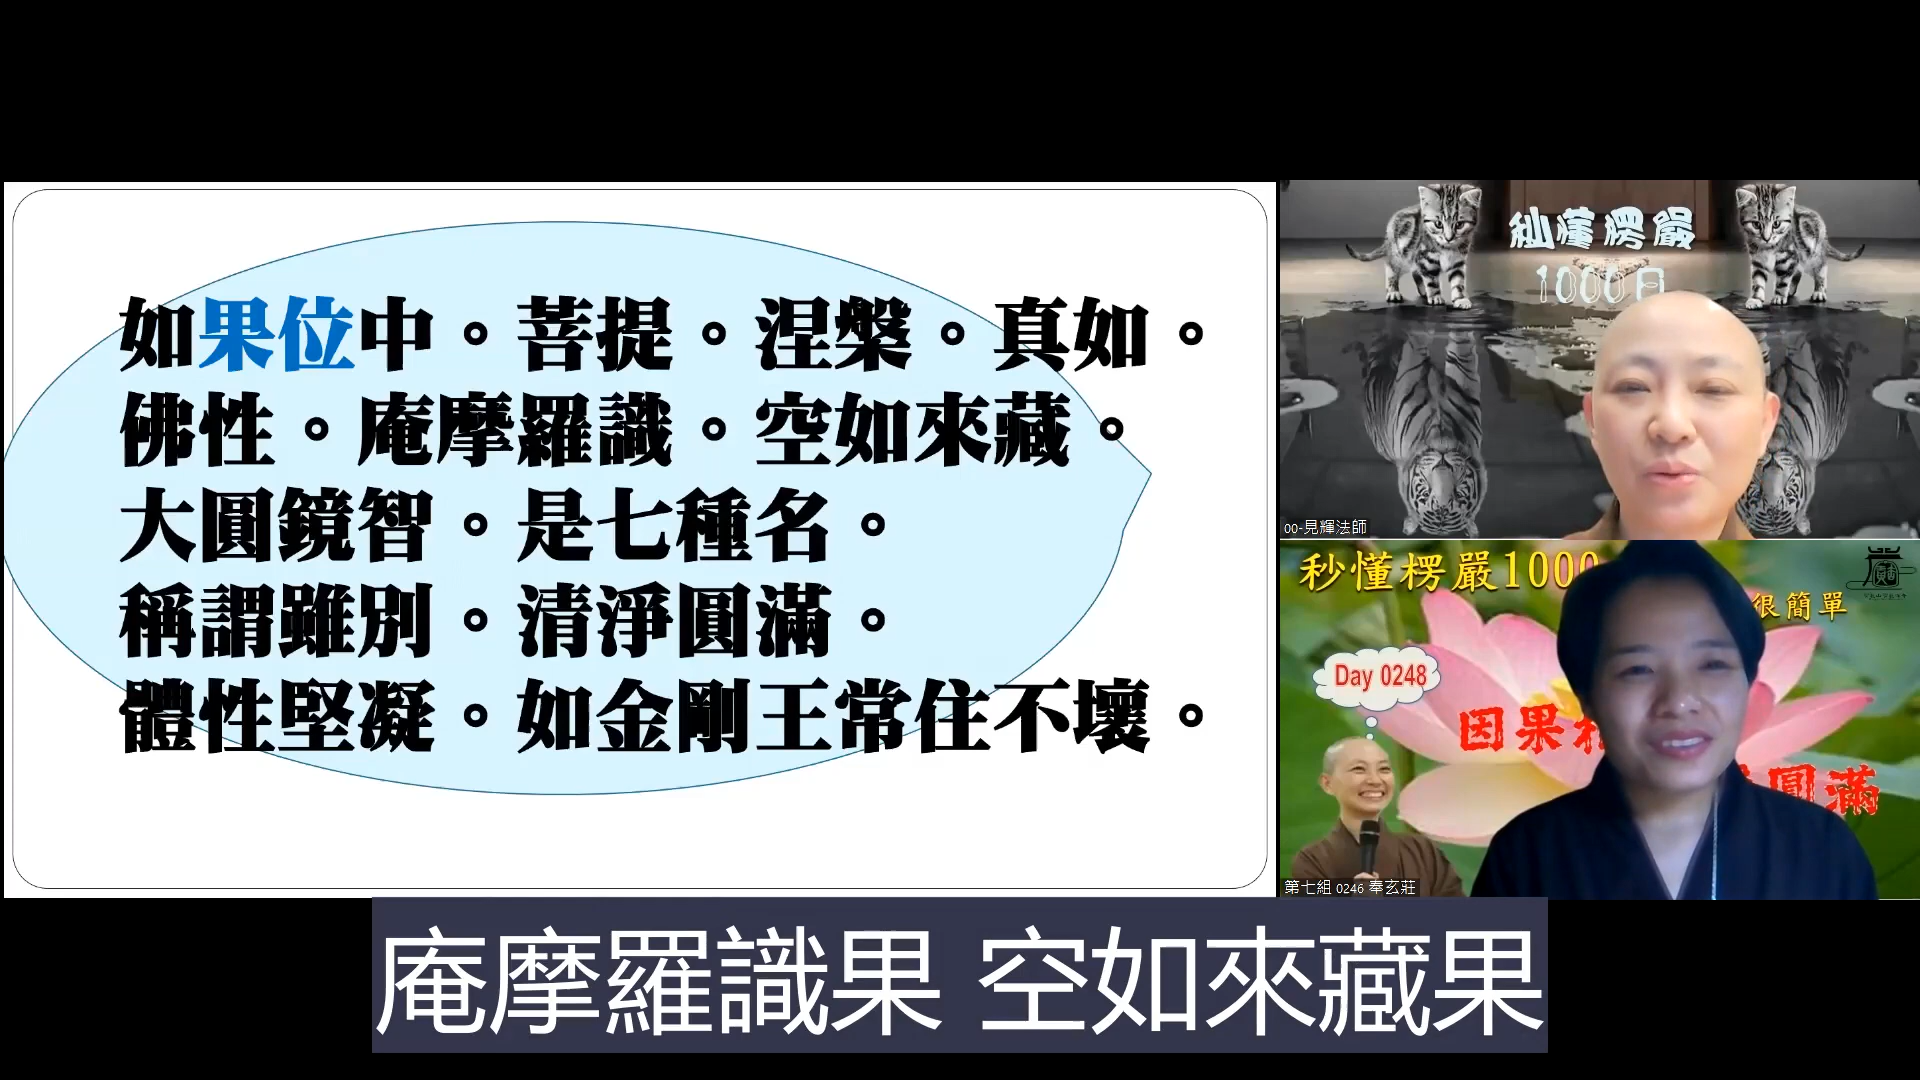 如果位中。菩提。涅槃。真如。
佛性。庵摩羅識。空如來藏。
大圓鏡智。是七種名。
稱謂雖別。清淨圓滿。
體性堅凝。如金剛王常住不壞。
秒懂楞嚴
1000日
00-見輝法師
秒懂楞嚴1000
很簡單
Day 0248
因果
圓滿
第七組 0246 奉玄莊
庵摩羅識果 空如來藏果